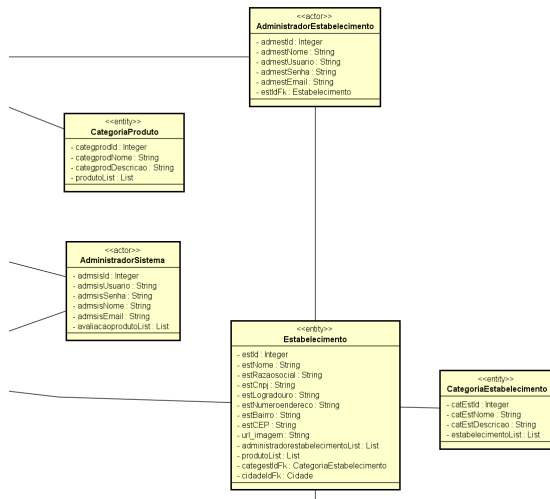 <<actor>>
AdministradorEstabelecimento
- admestId : Integer
- admestNome : String
- admestUsuario : String
- admestSenha : String
- admestEmail : String
- estIdFk : Estabelecimento
<<entity>>
CategoriaProduto
- categprodId : Integer
- categprodNome : String
- categprodDescricao : String
- produtoList : List
<<actor>>
AdministradorSistema
- admsisId : Integer
- admsisUsuario : String
- admsisSenha : String
- admsisNome : String
- admsisEmail : String
- avaliacaoprodutoList : List
<<entity>>
Estabelecimento
- estId : Integer
- estNome : String
- estRazaosocial : String
- estCnpj : String
- estLogradouro : String
- estNumeroendereco : String
- estBairro : String
- estCEP : String
- url_imagem : String
- administradorestabelecimentoList : List
- produtoList : List
- categestIdFk : CategoriaEstabelecimento
- cidadeIdFk : Cidade
<<entity>>
CategoriaEstabelecimento
- catEstId : Integer
- catEstNome : String
- catEstDescricao : String
- estabelecimentoList : List